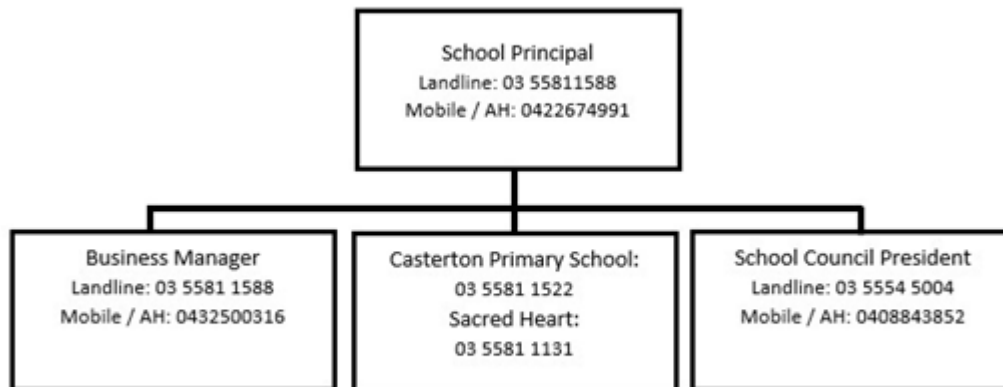 School Principal
Landline: 03 55811588
Mobile / AH: 0422674991
Business Manager
Landline: 03 5581 1588
Mobile / AH: 0432500316
Casterton Primary School:
03 5581 1522
Sacred Heart:
03 5581 1131
School Council President
Landline: 03 5554 5004
Mobile / AH: 0408843852